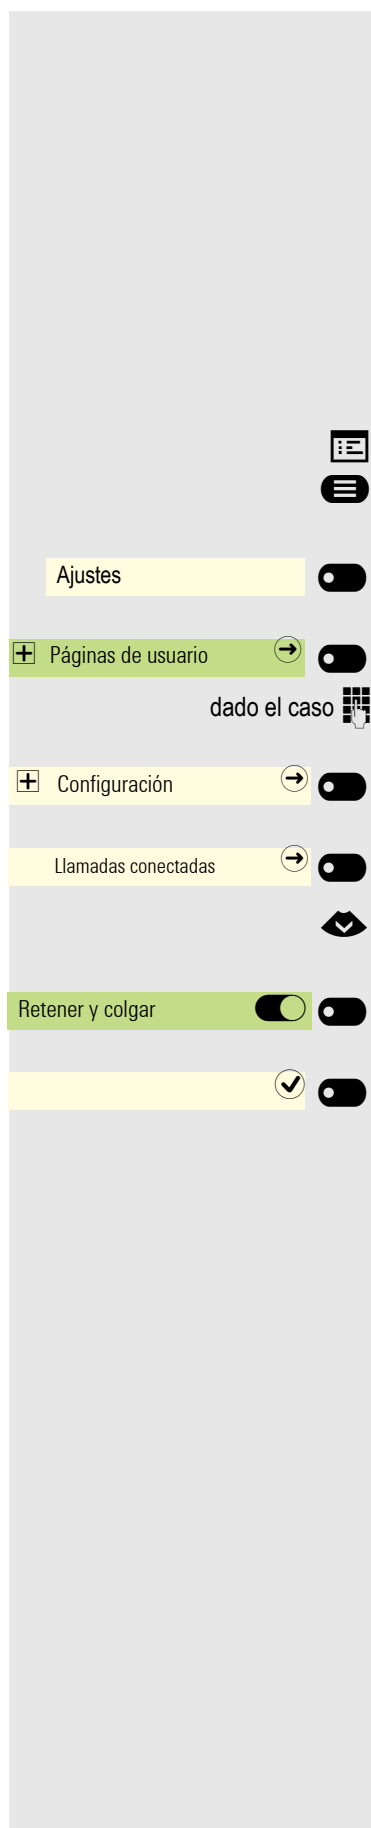 Ajustes
Páginas de usuario
dado el caso
Configuración
Llamadas conectadas
Retener y colgar